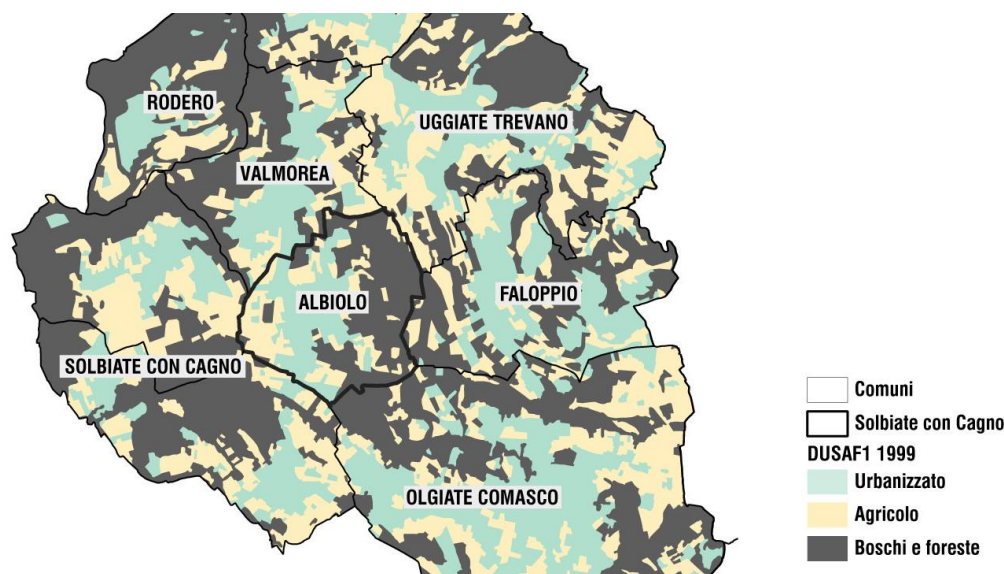 RODERO
UGGIATE TREVANO
VALMOREA
ALBIOLO
FALOPPIO
SOLBIATE CON CAGNO
OLGIATE COMASCO
Comuni
Solbiate con Cagno
DUSAF1 1999
Urbanizzato
Agricolo
Boschi e foreste